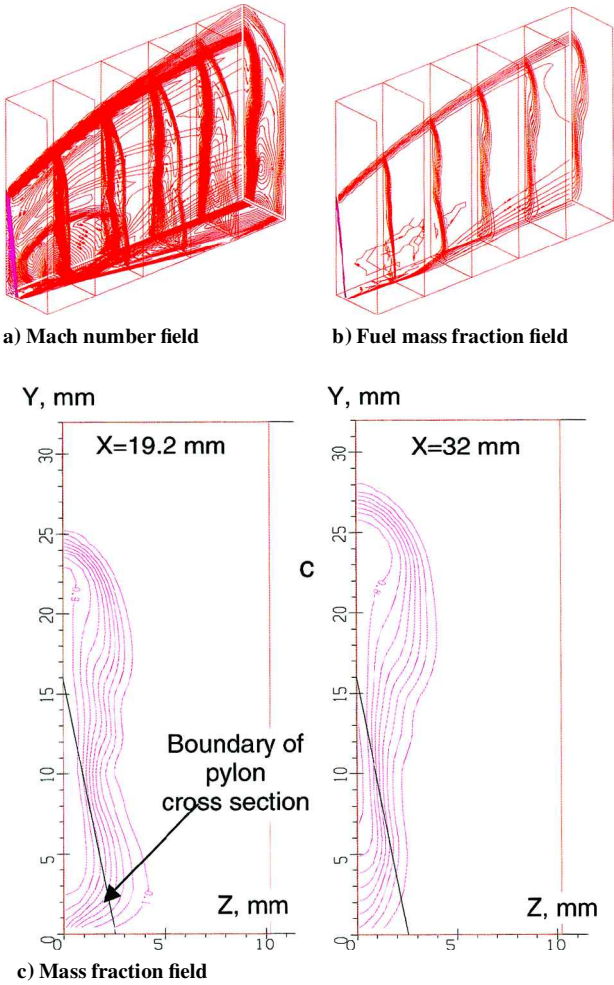 a) Mach number field
b) Fuel mass fraction field
Y, mm
Y, mm
X=19.2 mm
X=32 mm
30
25
20
15
10
5
0
30
25
20
15
10
5
0
C
Boundary of
pylon
cross section
Z, mm
Z, mm
0
5
10
0
5
10
c) Mass fraction field